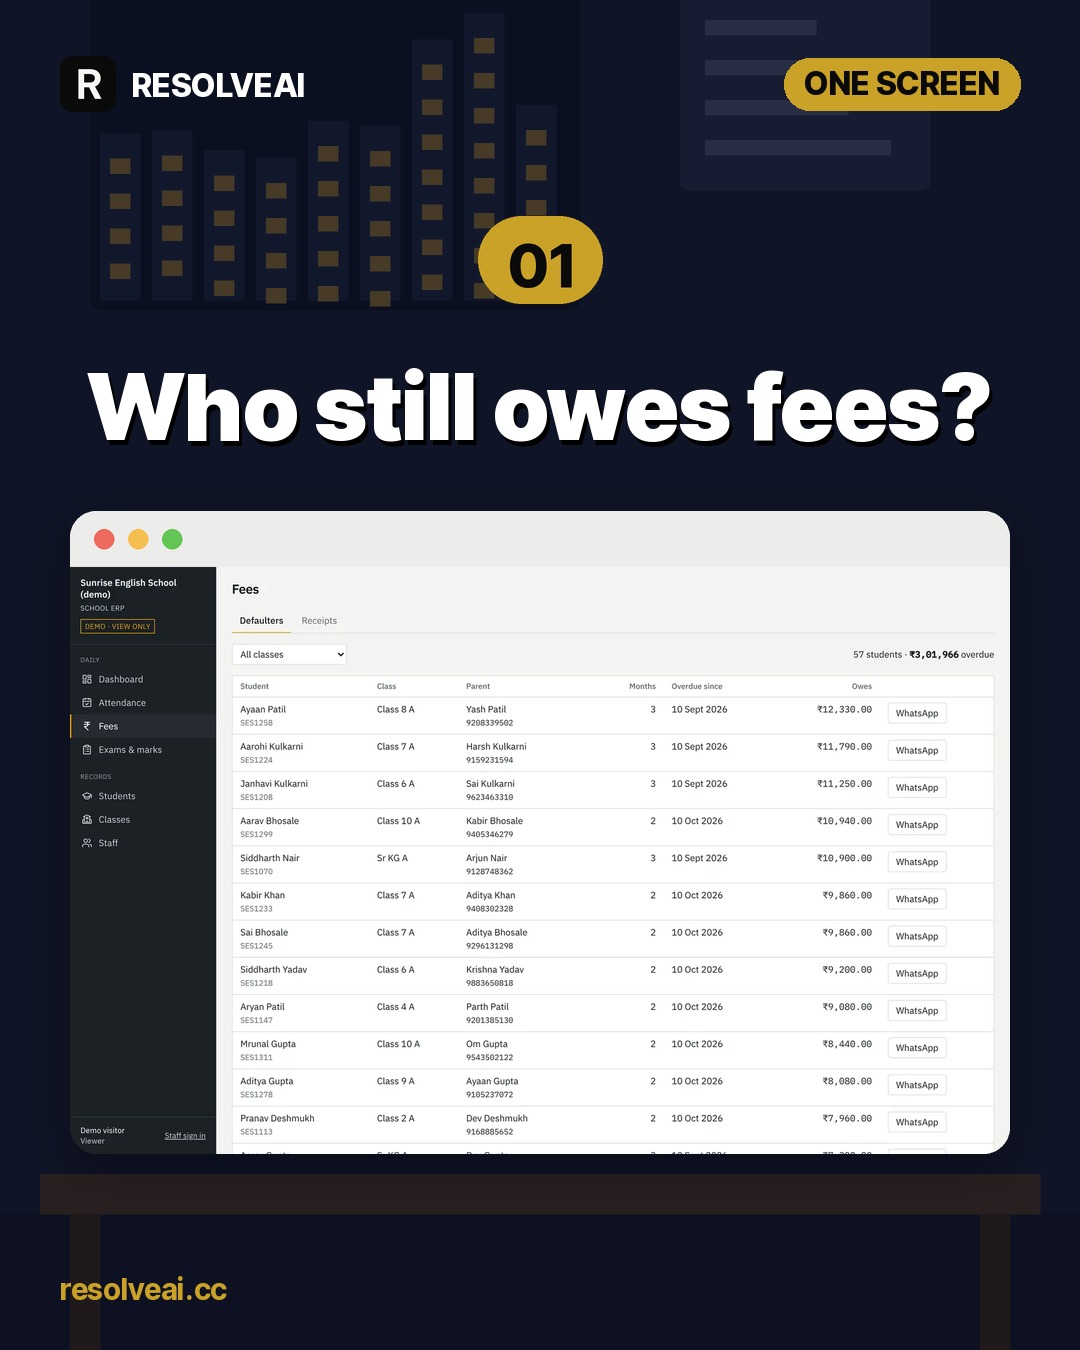 R RESOLVEAI
ONE SCREEN
01
Who still owes fees?
Sunrise English School
(demo)
SCHOOL ERP
DEMO · VIEW ONLY
DAILY
Dashboard
Attendance
₹ Fees
Exams & marks
RECORDS
Students
Classes
Staff
Demo visitor
Viewer
Staff sign in
Fees
Defaulters Receipts
All classes
57 students · ₹3,01,966 overdue
Student Class Parent Months Overdue since Owes
Ayaan Patil Class 8 A Yash Patil 3 10 Sept 2026 ₹12,330.00 WhatsApp
SES1258 9208339502
Aarohi Kulkarni Class 7 A Harsh Kulkarni 3 10 Sept 2026 ₹11,790.00 WhatsApp
SES1224 9159231594
Janhavi Kulkarni Class 6 A Sai Kulkarni 3 10 Sept 2026 ₹11,250.00 WhatsApp
SES1208 9623463310
Aarav Bhosale Class 10 A Kabir Bhosale 2 10 Oct 2026 ₹10,940.00 WhatsApp
SES1299 9405346279
Siddharth Nair Sr KG A Arjun Nair 3 10 Sept 2026 ₹10,900.00 WhatsApp
SES1070 9128748362
Kabir Khan Class 7 A Aditya Khan 2 10 Oct 2026 ₹9,860.00 WhatsApp
SES1233 9408302328
Sai Bhosale Class 7 A Aditya Bhosale 2 10 Oct 2026 ₹9,860.00 WhatsApp
SES1245 9296131298
Siddharth Yadav Class 6 A Krishna Yadav 2 10 Oct 2026 ₹9,200.00 WhatsApp
SES1218 9883650818
Aryan Patil Class 4 A Parth Patil 2 10 Oct 2026 ₹9,080.00 WhatsApp
SES1147 9201385130
Mrunal Gupta Class 10 A Om Gupta 2 10 Oct 2026 ₹8,440.00 WhatsApp
SES1311 9543502122
Aditya Gupta Class 9 A Ayaan Gupta 2 10 Oct 2026 ₹8,080.00 WhatsApp
SES1278 9105237072
Pranav Deshmukh Class 2 A Dev Deshmukh 2 10 Oct 2026 ₹7,960.00 WhatsApp
SES1113 9168885652
resolveai.cc